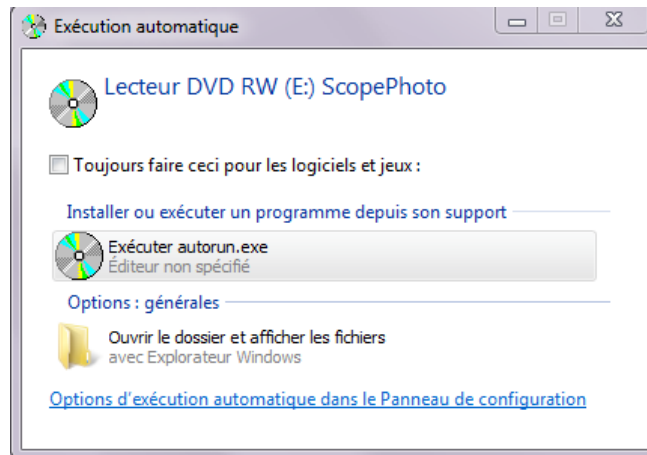 Exécution automatique
Lecteur DVD RW (E:) ScopePhoto
Toujours faire ceci pour les logiciels et jeux :
Installer ou exécuter un programme depuis son support
Exécuter autorun.exe
Éditeur non spécifié
Options : générales
Ouvrir le dossier et afficher les fichiers
avec Explorateur Windows
Options d'exécution automatique dans le Panneau de configuration